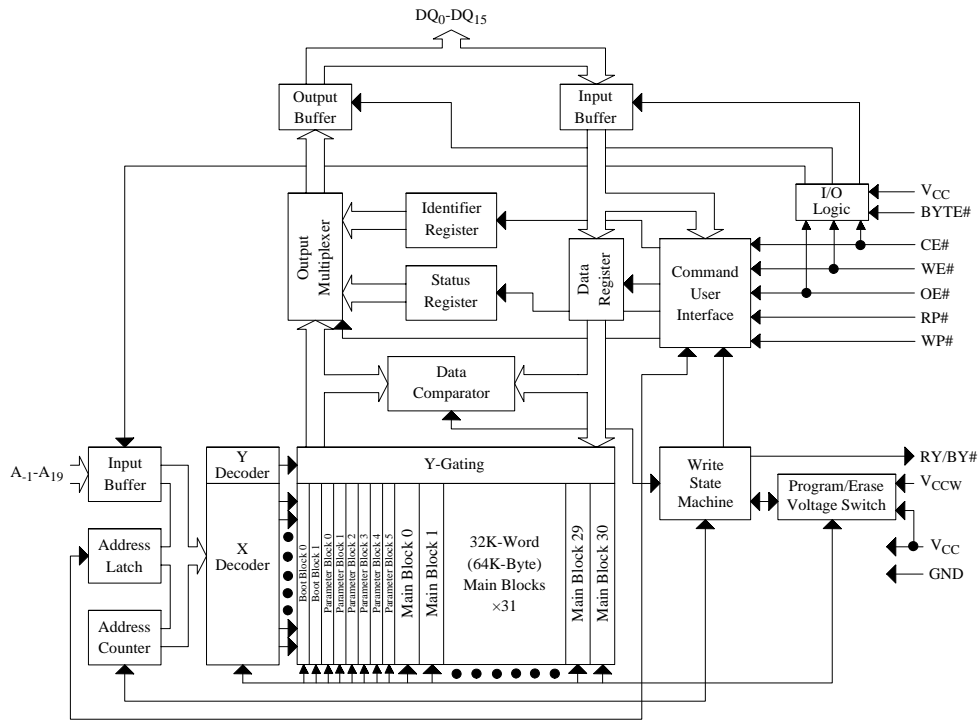 DQ0-DQ15
Output
Buffer
Input
Buffer
I/O
Logic
VCC
BYTE#
CE#
WE#
OE#
RP#
WP#
Output
Multiplexer
Identifier
Register
Status
Register
Data
Register
Command
User
Interface
Data
Comparator
A-1-A19
Input
Buffer
Y
Decoder
Y-Gating
Write
State
Machine
RY/BY#
Program/Erase
Voltage Switch
VCCW
VCC
GND
Address
Latch
X
Decoder
Address
Counter
Boot Block 0
Boot Block 1
Parameter Block 0
Parameter Block 1
Parameter Block 2
Parameter Block 3
Parameter Block 4
Parameter Block 5
Main Block 0
Main Block 1
32K-Word
(64K-Byte)
Main Blocks
×31
Main Block 29
Main Block 30